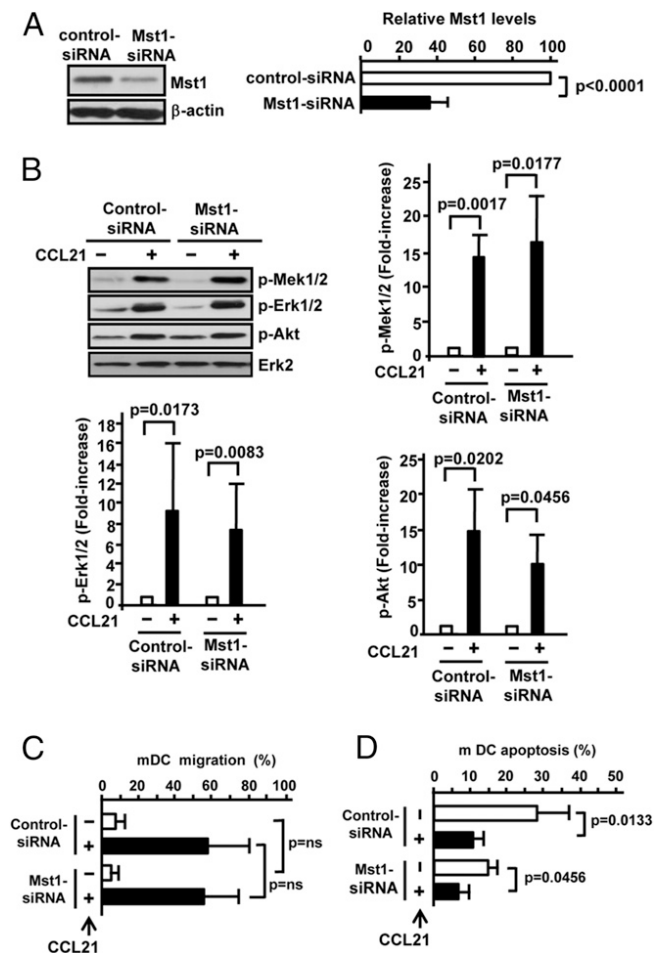 A
control-
siRNA
Mst1-
siRNA
Mst1
β-actin
Relative Mst1 levels
0 20 40 60 80 100
control-siRNA
Mst1-siRNA
p<0.0001
B
Control-
siRNA
Mst1-
siRNA
CCL21 – + – +
p-Mek1/2
p-Erk1/2
p-Akt
Erk2
p-Mek1/2 (Fold-increase)
25
20
15
10
5
0
p=0.0017
p=0.0177
CCL21 – + – +
Control-
siRNA
Mst1-
siRNA
p-Erk1/2 (Fold-increase)
18
16
14
12
10
8
6
4
2
0
p=0.0173
p=0.0083
CCL21 – + – +
Control-
siRNA
Mst1-
siRNA
p-Akt (Fold-increase)
25
20
15
10
5
0
p=0.0202
p=0.0456
CCL21 – + – +
Control-
siRNA
Mst1-
siRNA
C
mDC migration (%)
0 20 40 60 80 100
Control-
siRNA
–
+
Mst1-
siRNA
–
+
p=ns
p=ns
CCL21
D
m DC apoptosis (%)
0 10 20 30 40 50
Control-
siRNA
–
+
Mst1-
siRNA
–
+
p=0.0133
p=0.0456
CCL21